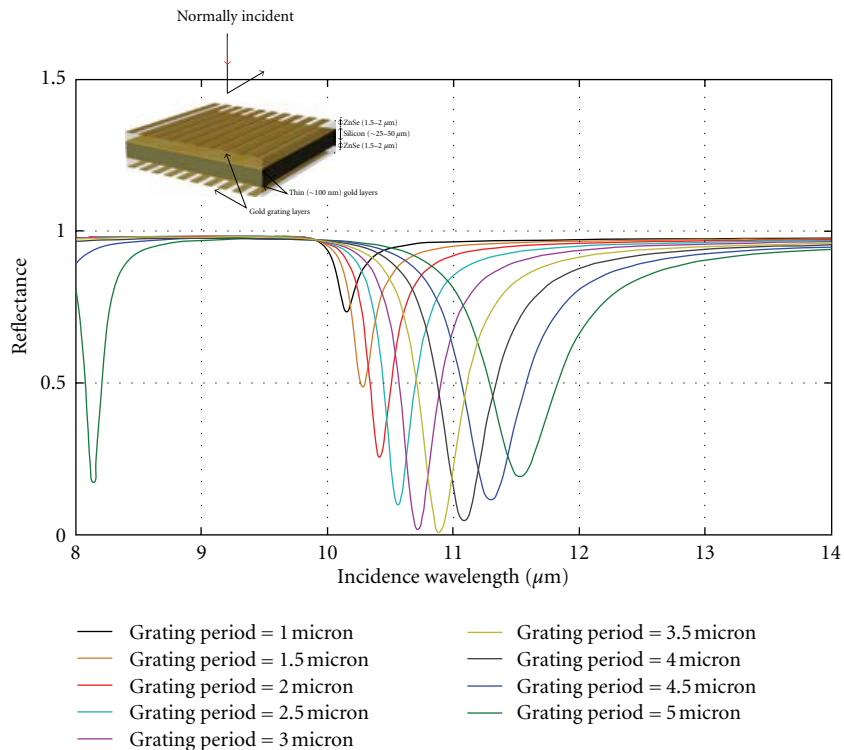 Normally incident
1.5
ZnSe (1.5–2 μm)
Silicon (~25–50 μm)
ZnSe (1.5–2 μm)
Thin (~100 nm) gold layers
Gold grating layers
1
Reflectance
0.5
0
8 9 10 11 12 13 14
Incidence wavelength (μm)
Grating period = 1 micron
Grating period = 1.5 micron
Grating period = 2 micron
Grating period = 2.5 micron
Grating period = 3 micron
Grating period = 3.5 micron
Grating period = 4 micron
Grating period = 4.5 micron
Grating period = 5 micron